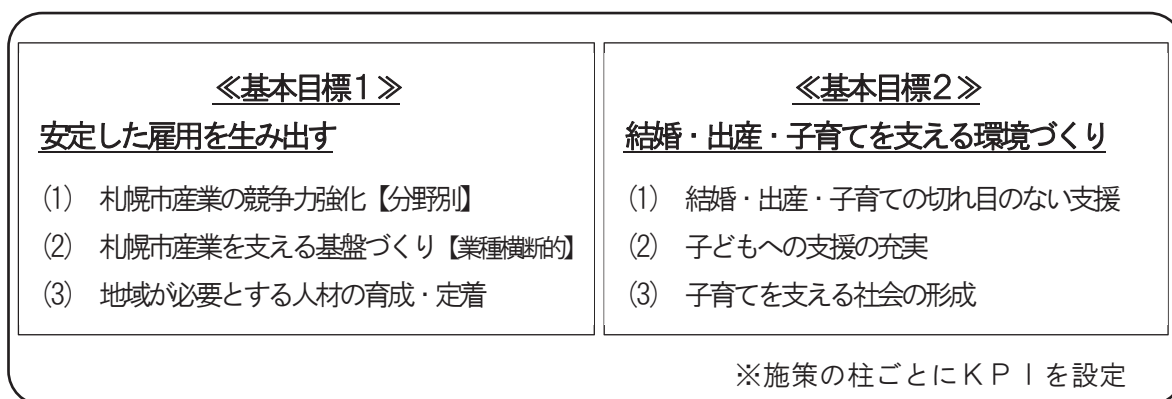 ≪基本目標１≫
安定した雇用を生み出す
(1) 札幌市産業の競争力強化【分野別】
(2) 札幌市産業を支える基盤づくり【業種横断的】
(3) 地域が必要とする人材の育成・定着
≪基本目標２≫
結婚・出産・子育てを支える環境づくり
(1) 結婚・出産・子育ての切れ目のない支援
(2) 子どもへの支援の充実
(3) 子育てを支える社会の形成
※施策の柱ごとにＫＰＩを設定